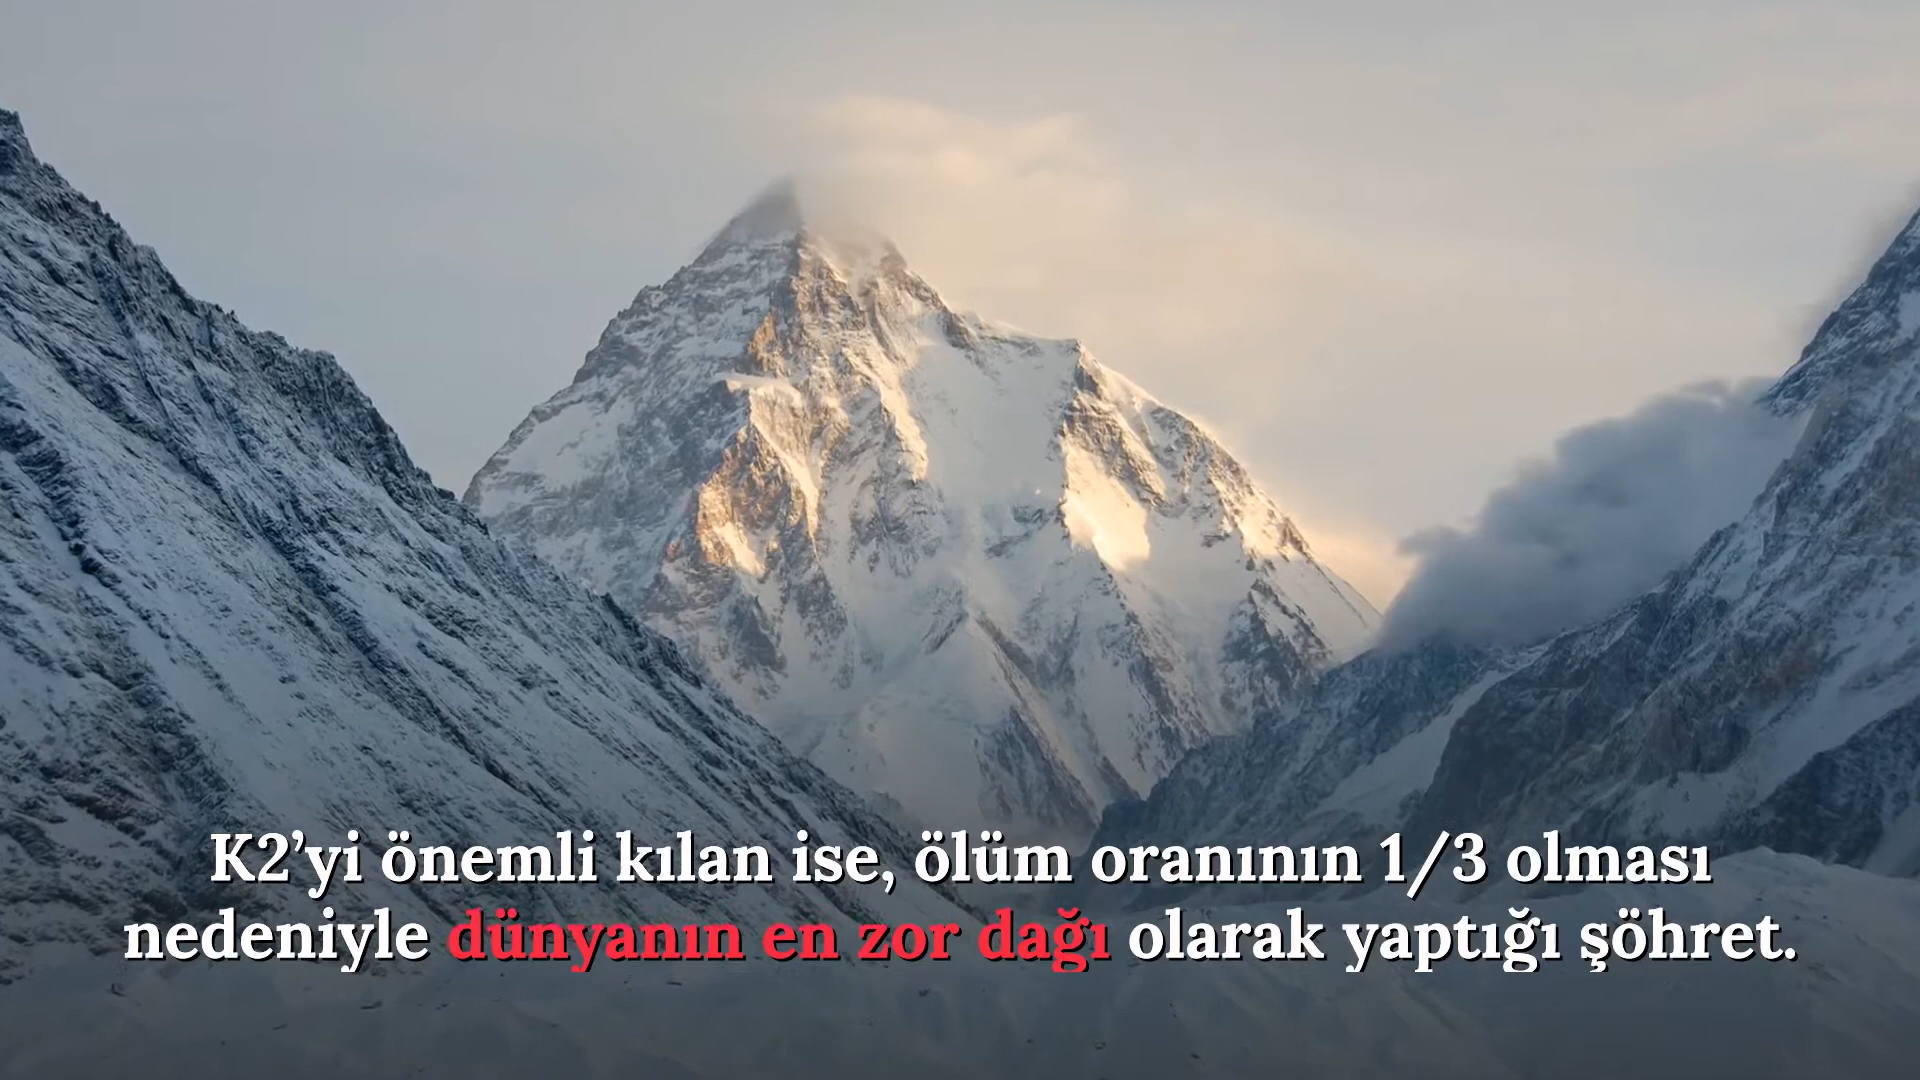 K2’yi önemli kılan ise, ölüm oranının 1/3 olması
nedeniyle dünyanın en zor dağı olarak yaptığı şöhret.